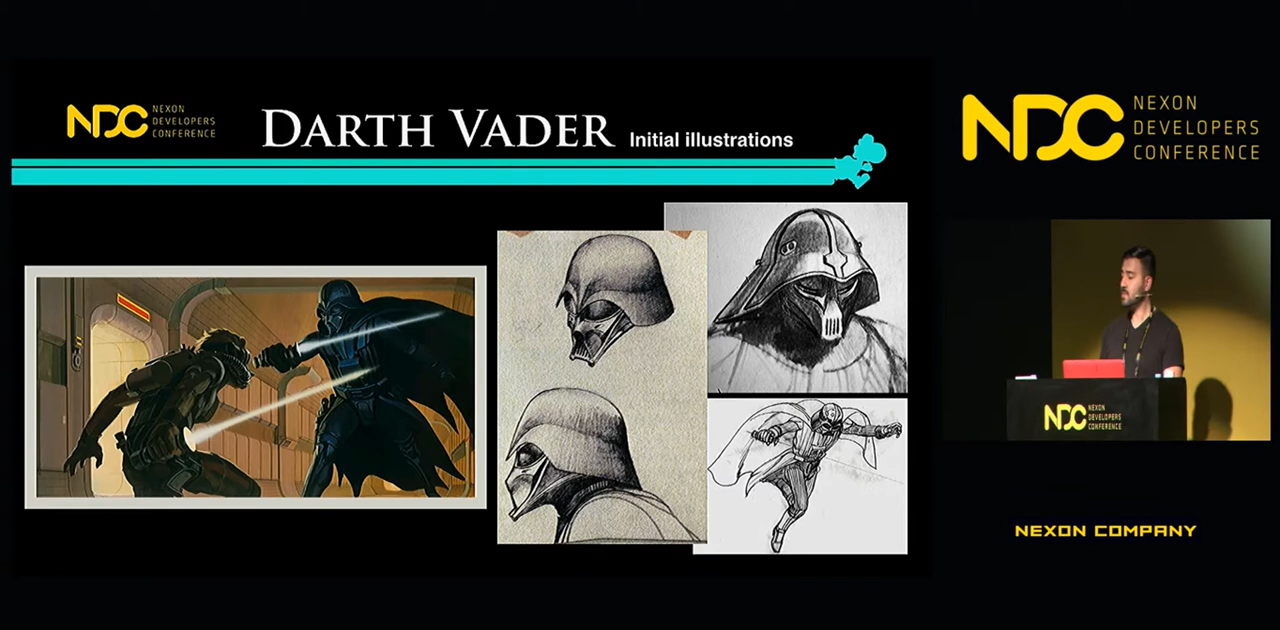 NDC NEXON
DEVELOPERS
CONFERENCE
DARTH VADER Initial illustrations
NDC NEXON
DEVELOPERS
CONFERENCE
NDC NEXON
DEVELOPERS
CONFERENCE
NEXON COMPANY